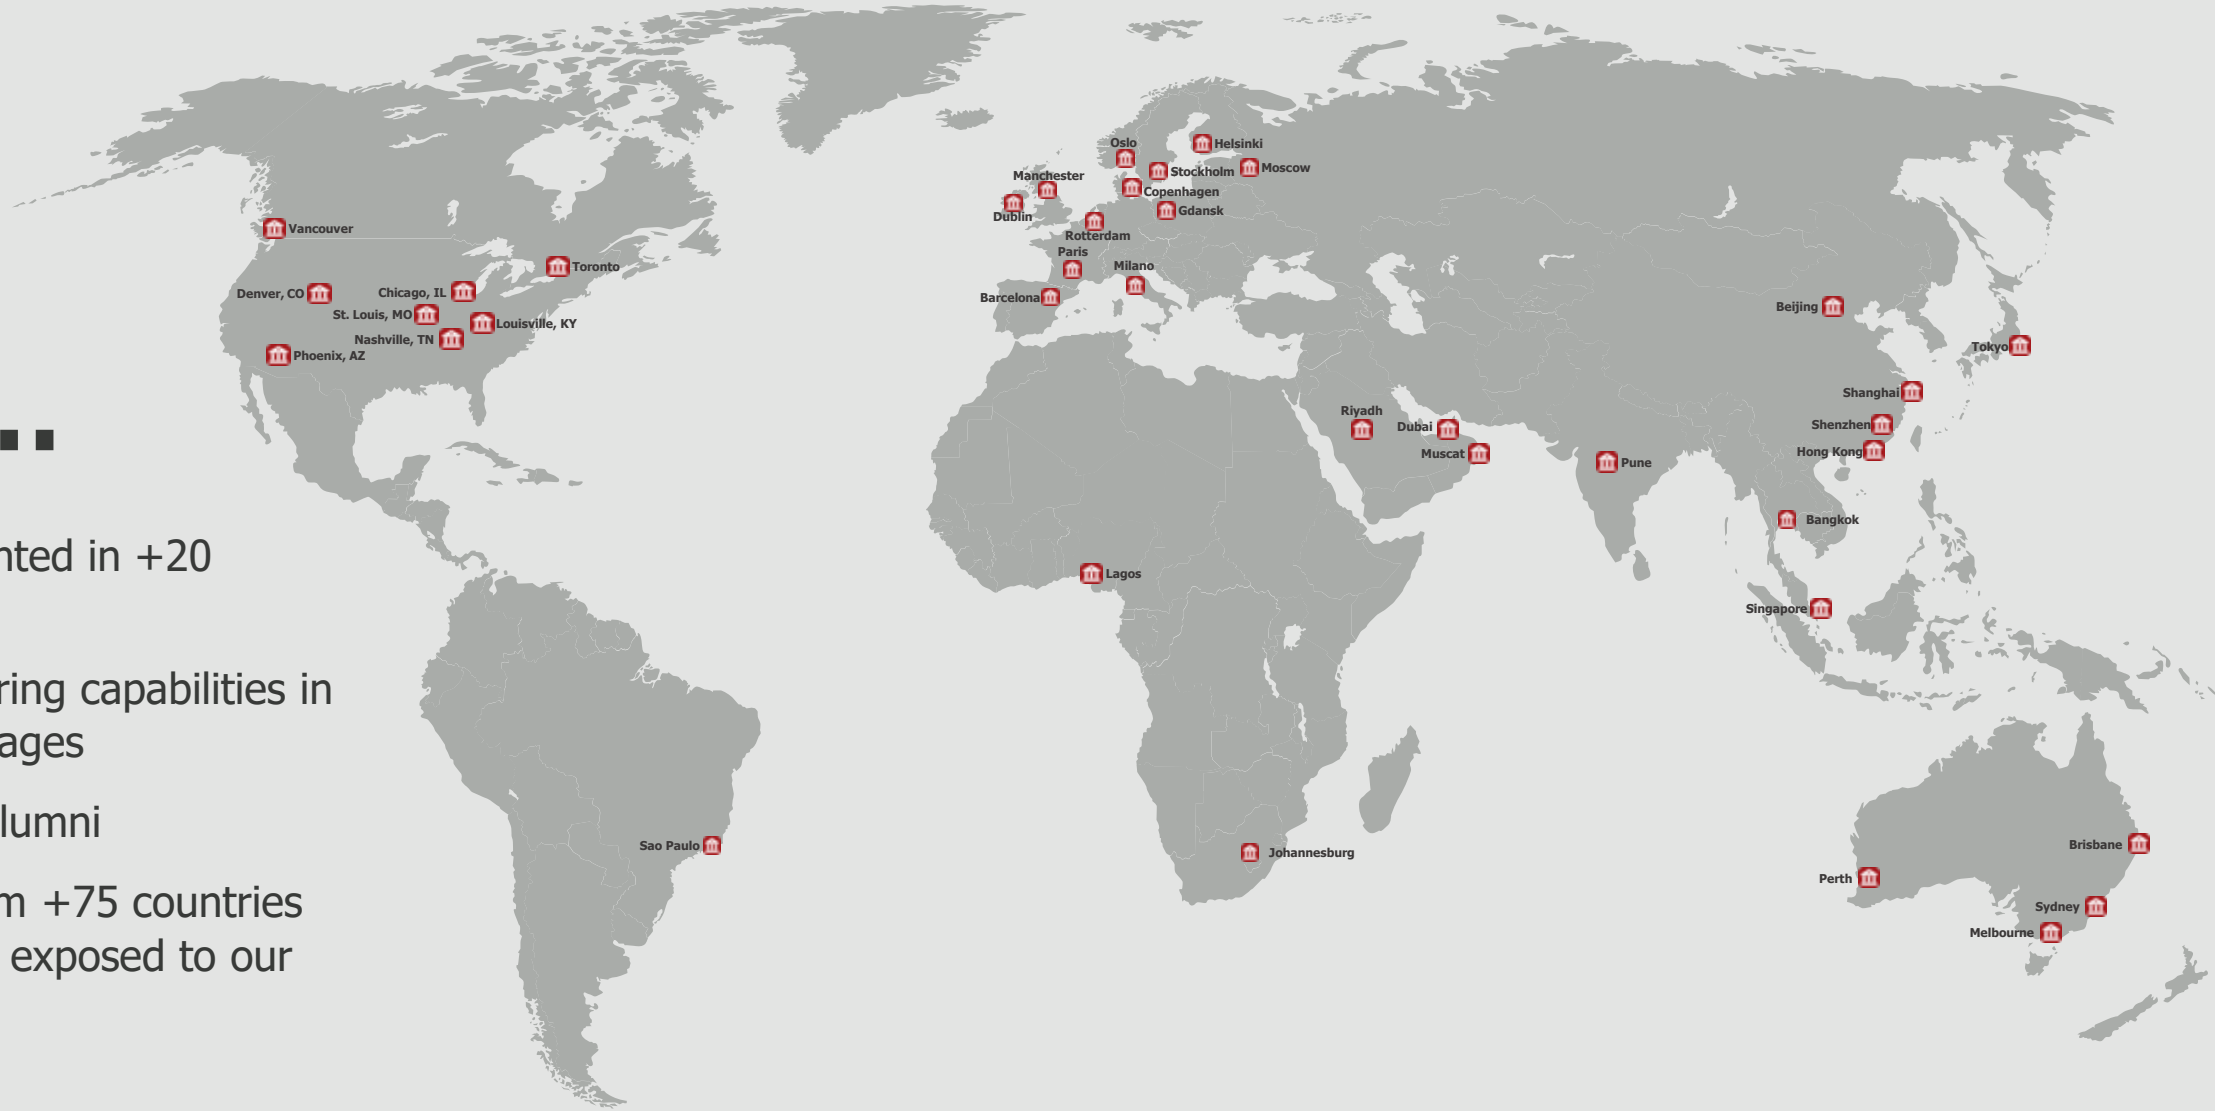 Oslo
Helsinki
Moscow
Stockholm
Manchester
Copenhagen
Dublin
Gdansk
Rotterdam
Paris
Milano
Barcelona
Vancouver
Toronto
Denver, CO
Chicago, IL
St. Louis, MO
Louisville, KY
Nashville, TN
Phoenix, AZ
Beijing
Tokyo
Shanghai
Shenzhen
Hong Kong
Riyadh
Dubai
Muscat
Pune
Bangkok
Lagos
Singapore
Sao Paulo
Johannesburg
Brisbane
Perth
Sydney
Melbourne
..
nted in +20
ring capabilities in
ages
lumni
m +75 countries
exposed to our